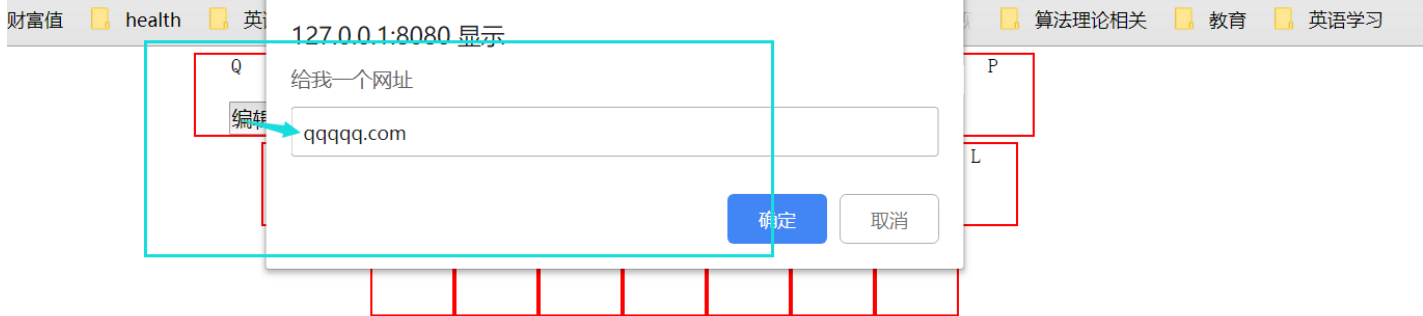 财富值 health 英语 算法理论相关 教育 英语学习
127.0.0.1:8080 显示
Q P
给我一个网址
编辑
qqqqq.com
L
确定 取消